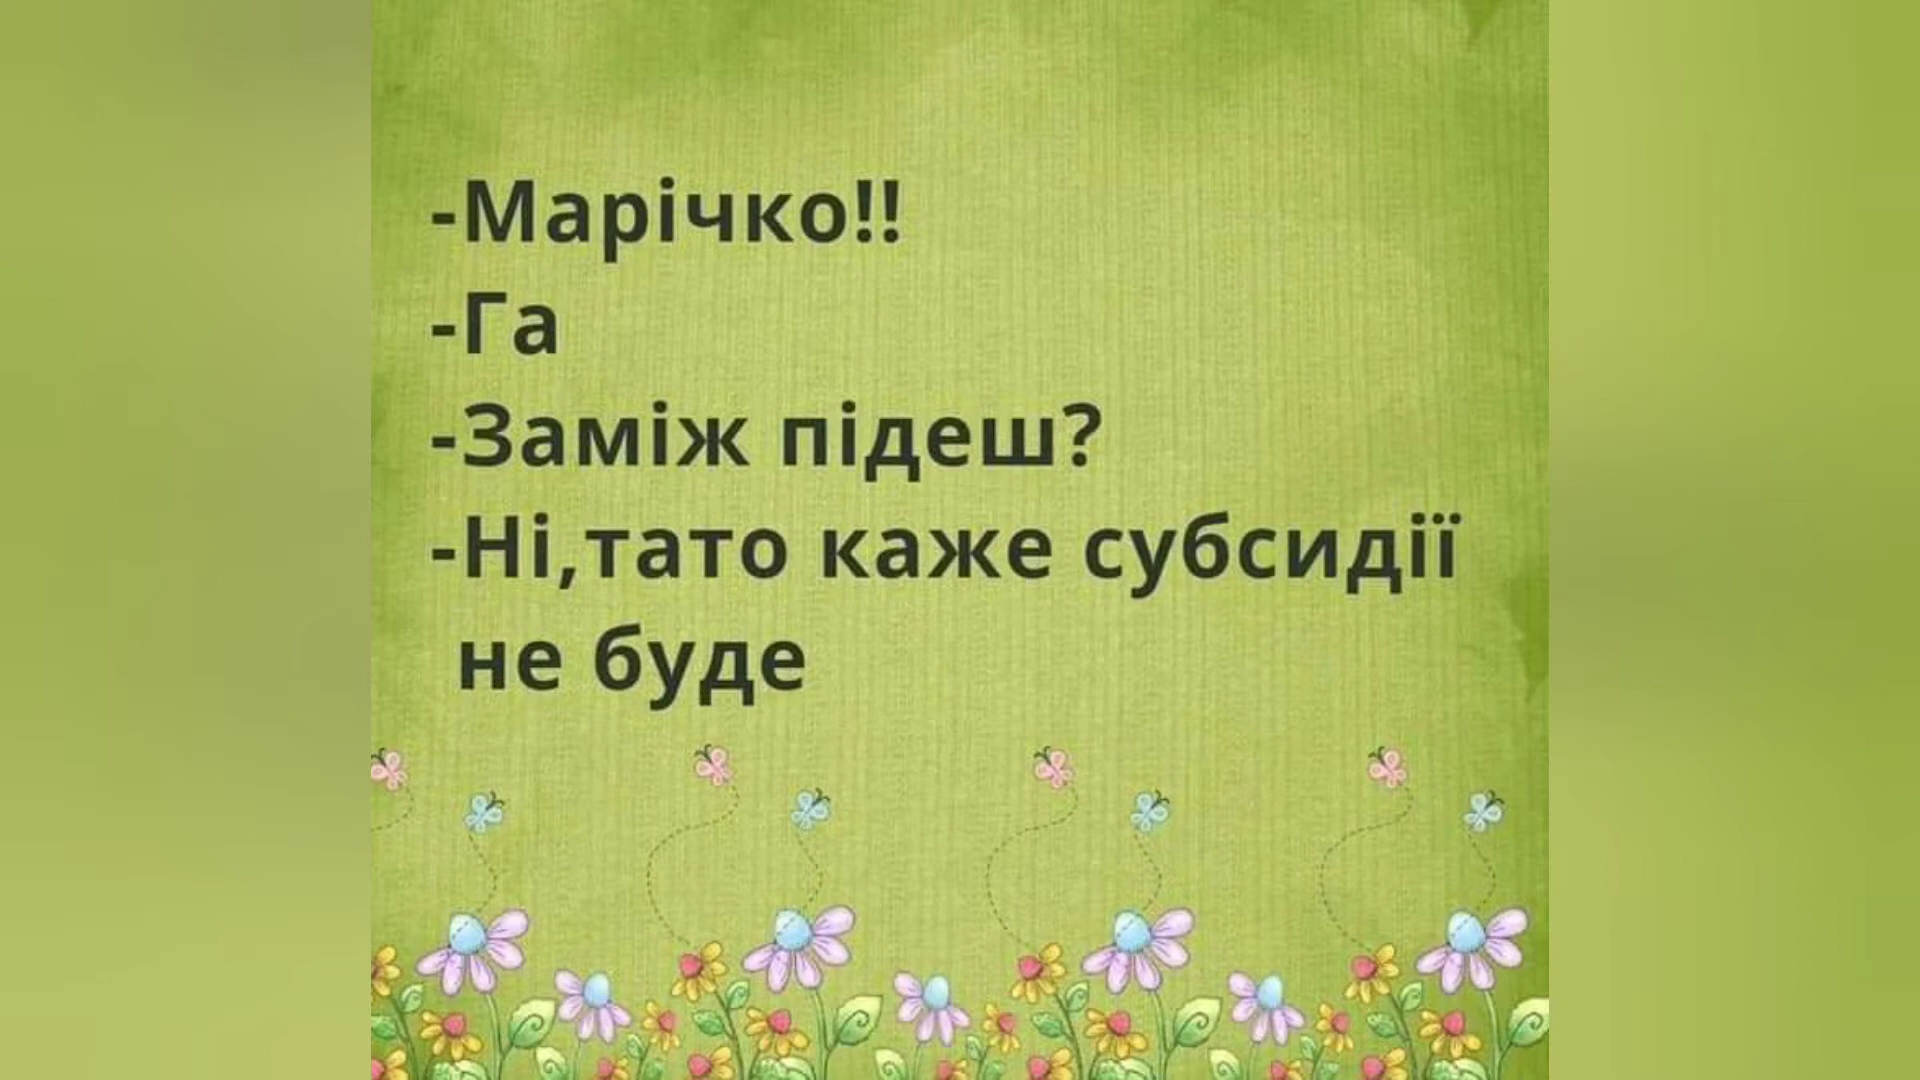 -Марічко!!
-Га
-Заміж підеш?
-Ні,тато каже субсидії
не буде